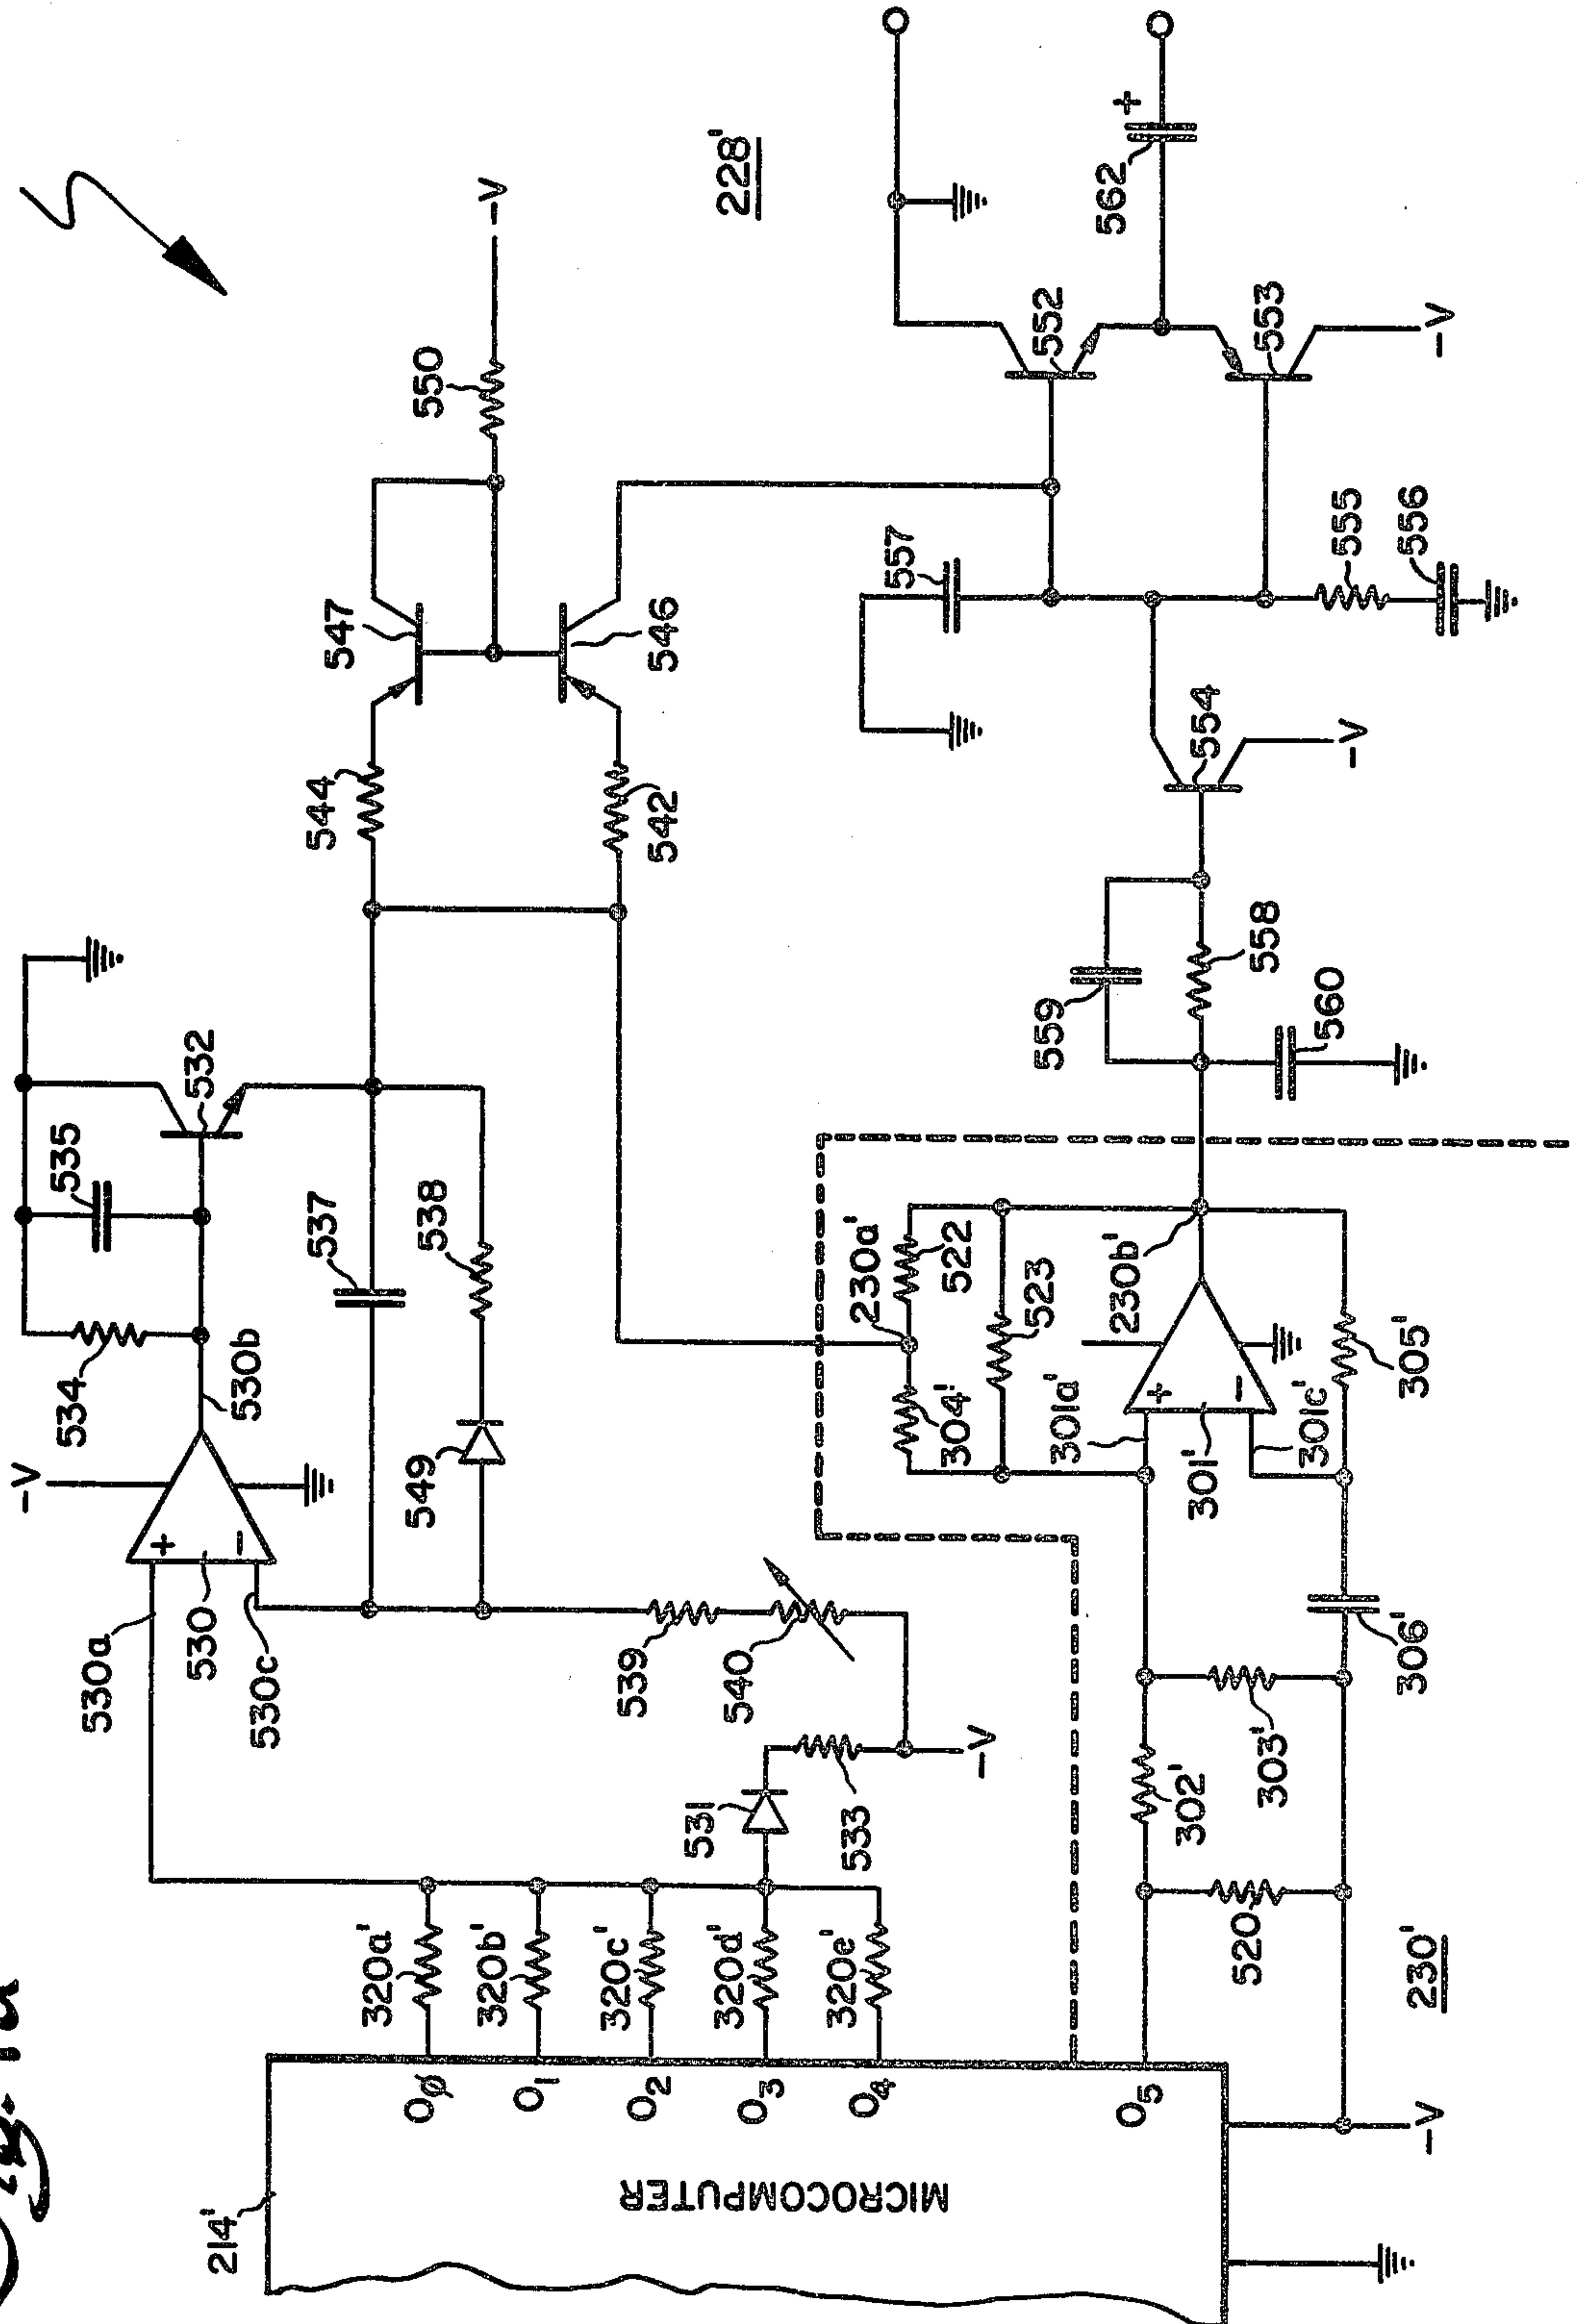 -V
530a
530
530c
+
-
534
530b
535
532
537
538
549
544
542
547
546
550
-V
539
540
531
533
-V
320a'
320b'
320c'
320d'
320e'
214'
MICROCOMPUTER
Oϕ
O1
O2
O3
O4
O5
-V
520
302'
303'
306'
230'
304'
230a'
522
523
301a'
301'
301c'
+
-
230b'
305'
559
558
560
554
-V
557
555
556
552
553
-V
562
+
228'